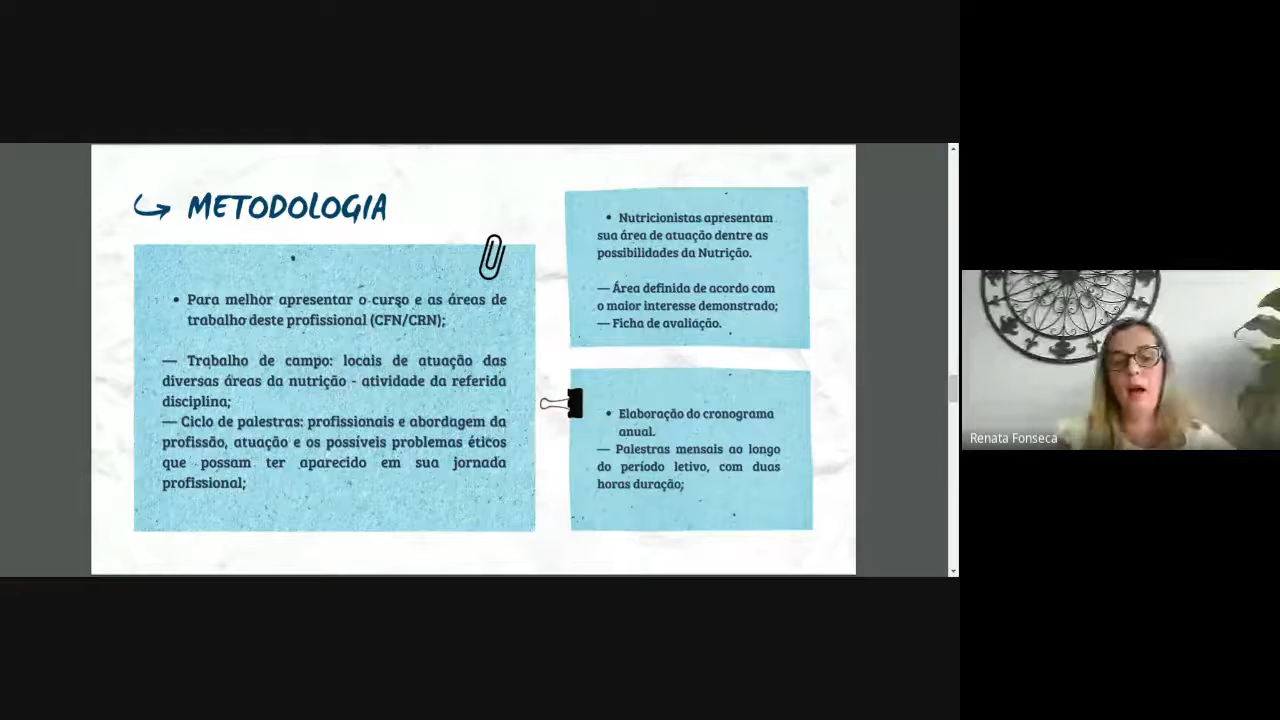 METODOLOGIA
• Para melhor apresentar o curso e as áreas de
trabalho deste profissional (CFN/CRN);
— Trabalho de campo: locais de atuação das
diversas áreas da nutrição - atividade da referida
disciplina;
— Ciclo de palestras: profissionais e abordagem da
profissão, atuação e os possíveis problemas éticos
que possam ter aparecido em sua jornada
profissional;
• Nutricionistas apresentam
sua área de atuação dentre as
possibilidades da Nutrição.
— Área definida de acordo com
o maior interesse demonstrado;
— Ficha de avaliação.
• Elaboração do cronograma
anual.
— Palestras mensais ao longo
do período letivo, com duas
horas duração;
Renata Fonseca